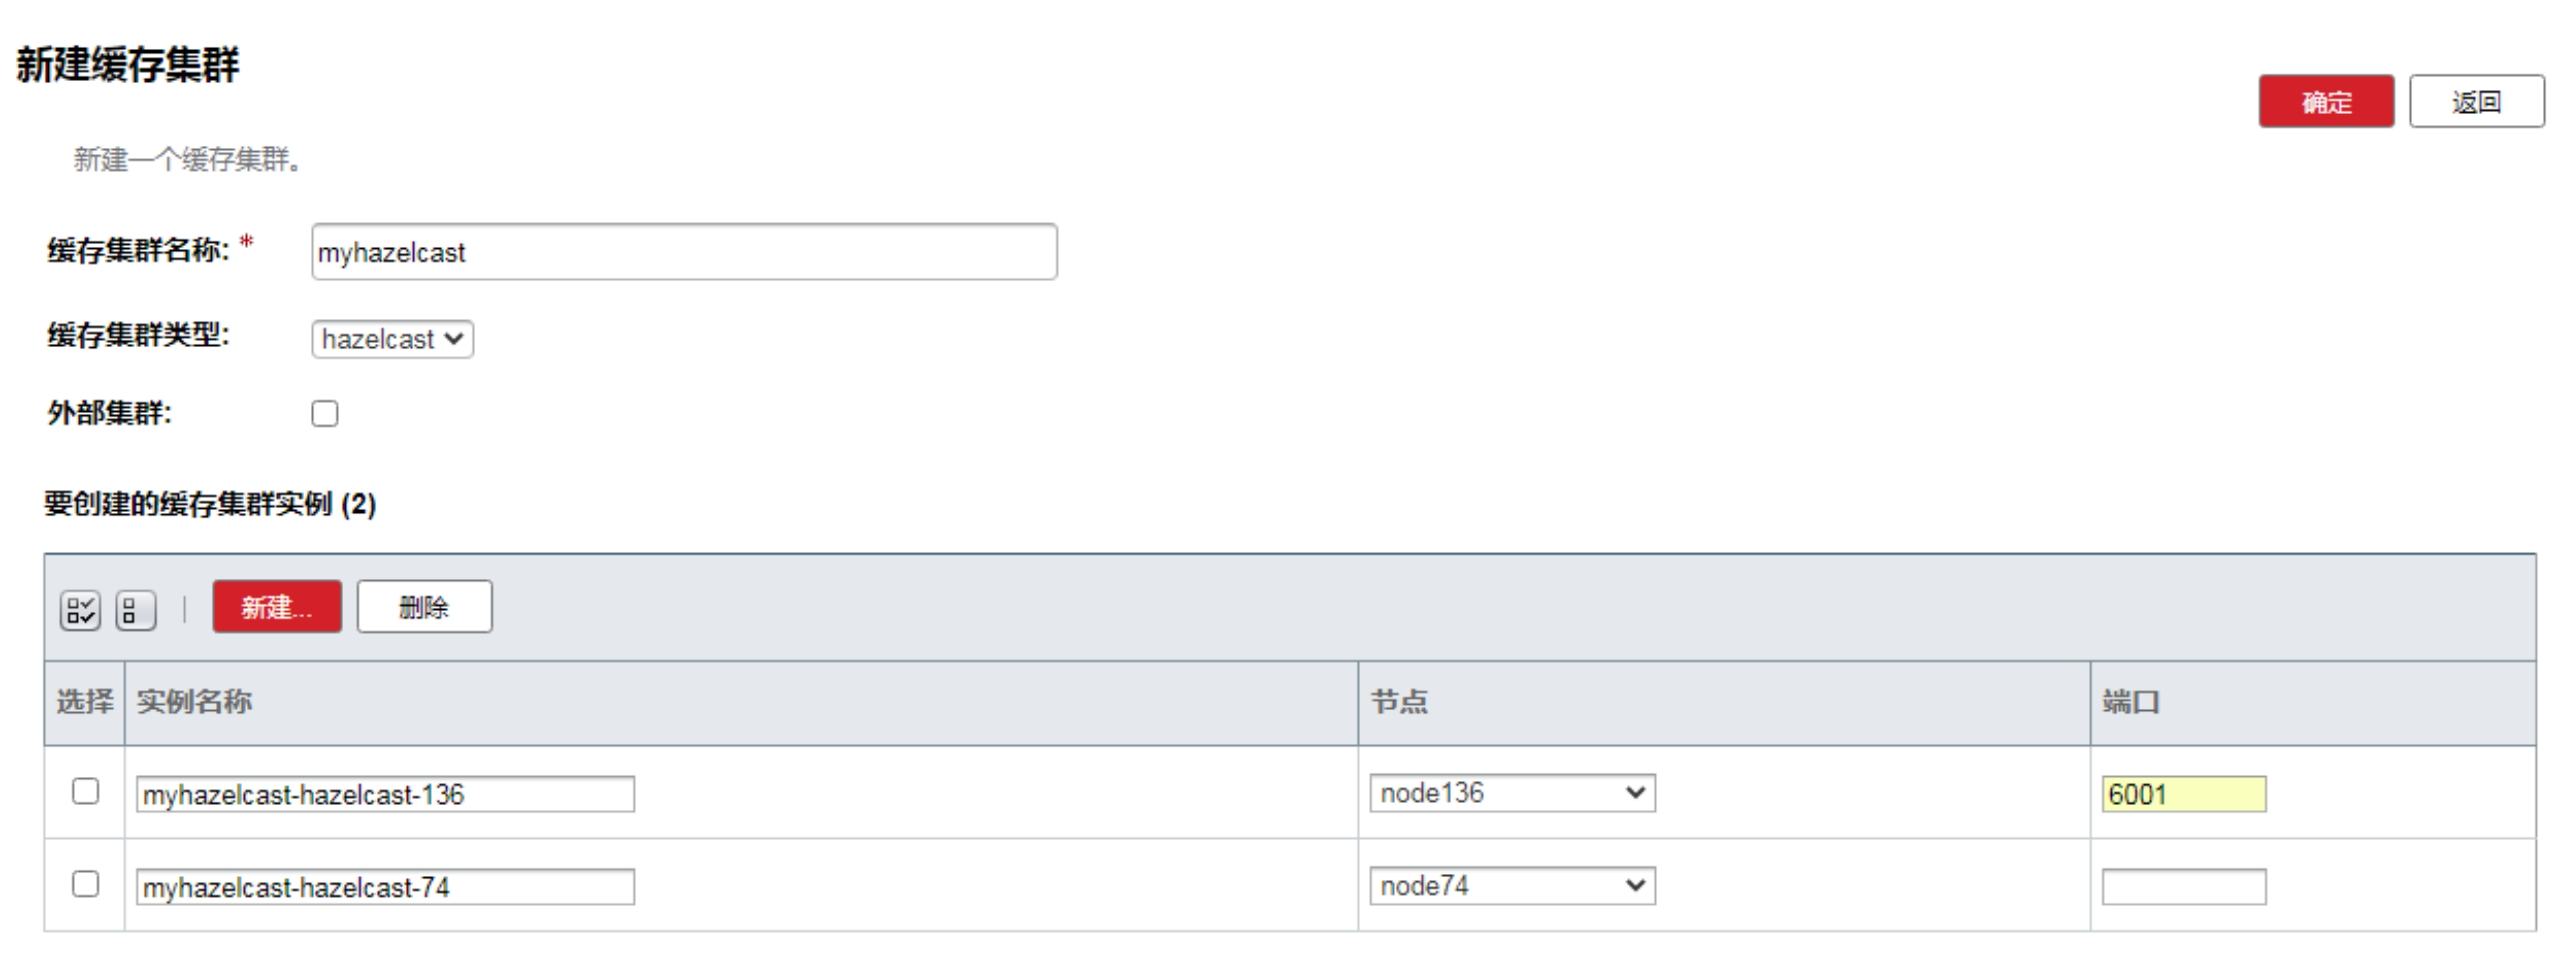 新建缓存集群
确定 返回
新建一个缓存集群。
缓存集群名称: * myhazelcast
缓存集群类型: hazelcast
外部集群:
要创建的缓存集群实例 (2)
新建... 删除
选择 实例名称 节点 端口
myhazelcast-hazelcast-136 node136 6001
myhazelcast-hazelcast-74 node74